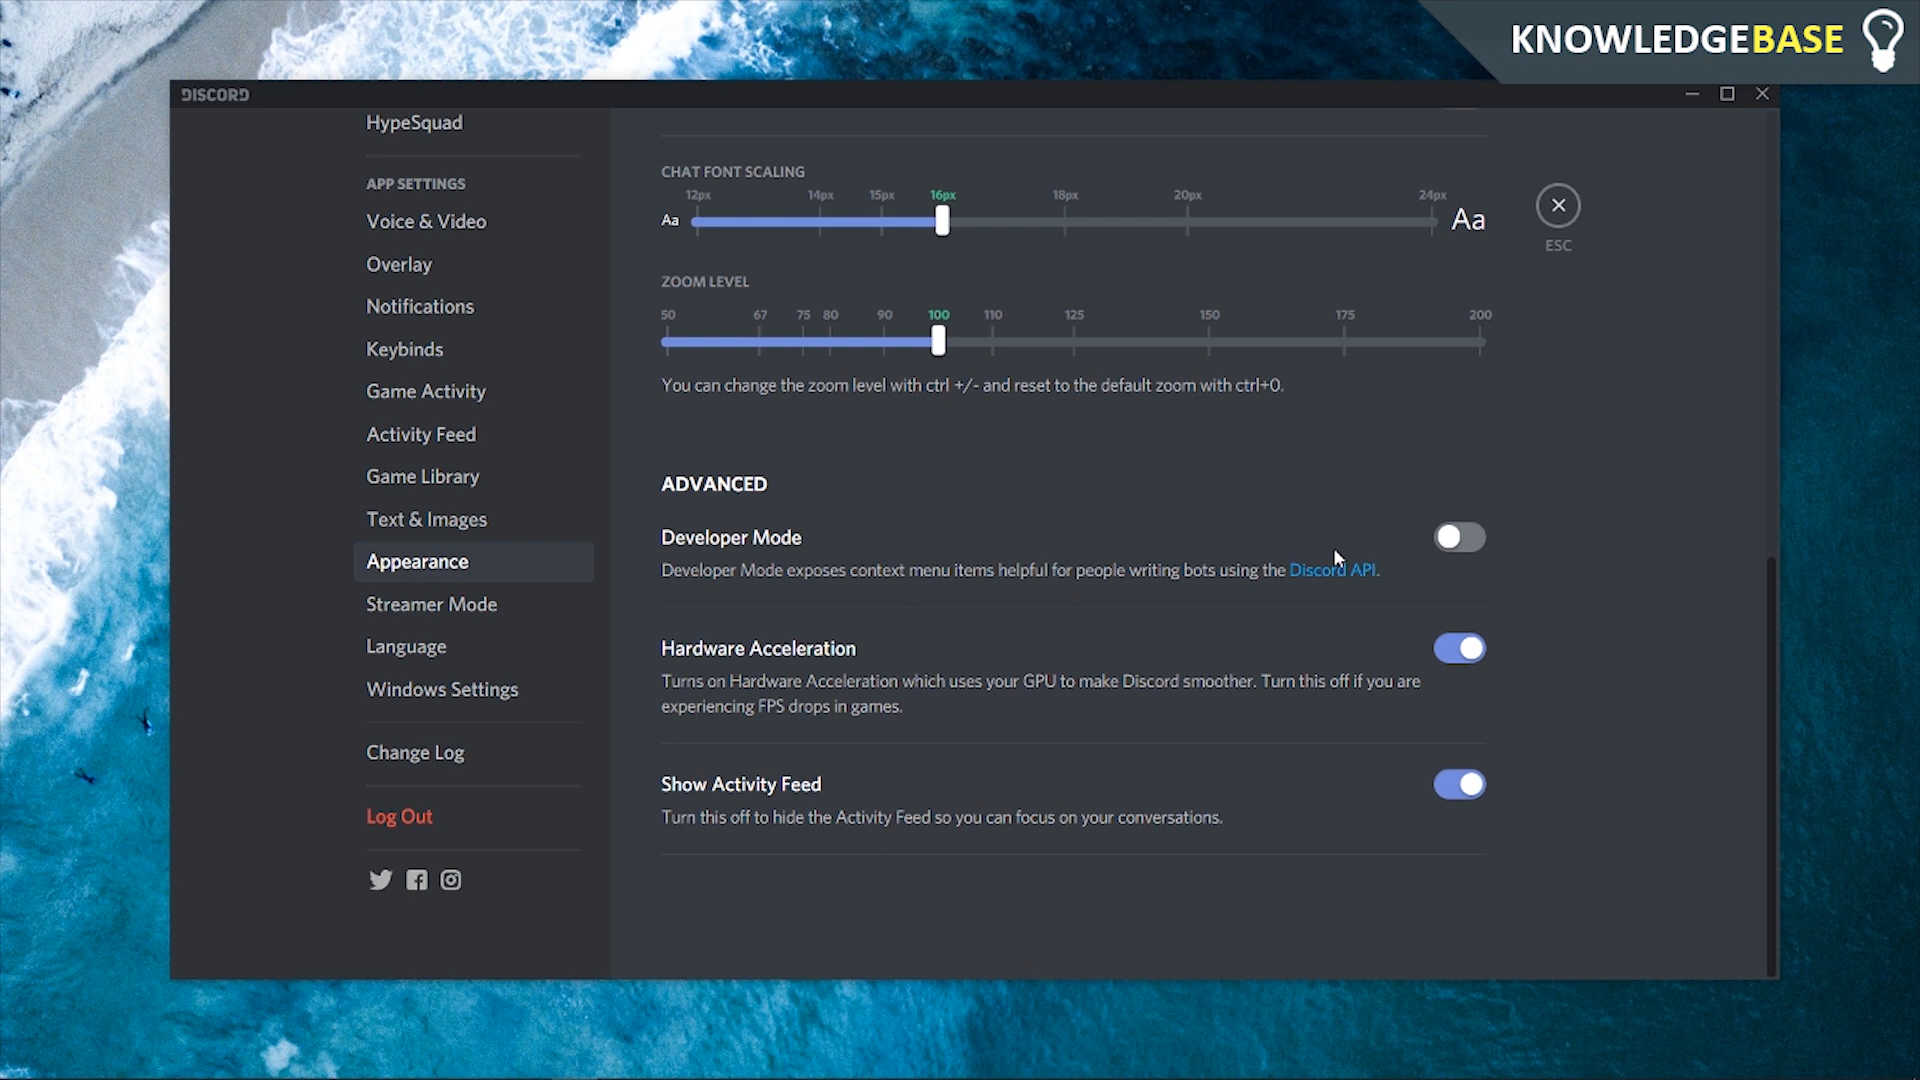 KNOWLEDGEBASE
DISCORD
HypeSquad
APP SETTINGS
Voice & Video
Overlay
Notifications
Keybinds
Game Activity
Activity Feed
Game Library
Text & Images
Appearance
Streamer Mode
Language
Windows Settings
Change Log
Log Out
CHAT FONT SCALING
12px 14px 15px 16px 18px 20px 24px
Aa Aa
ESC
ZOOM LEVEL
50 67 75 80 90 100 110 125 150 175 200
You can change the zoom level with ctrl +/- and reset to the default zoom with ctrl+0.
ADVANCED
Developer Mode
Developer Mode exposes context menu items helpful for people writing bots using the Discord API.
Hardware Acceleration
Turns on Hardware Acceleration which uses your GPU to make Discord smoother. Turn this off if you are
experiencing FPS drops in games.
Show Activity Feed
Turn this off to hide the Activity Feed so you can focus on your conversations.